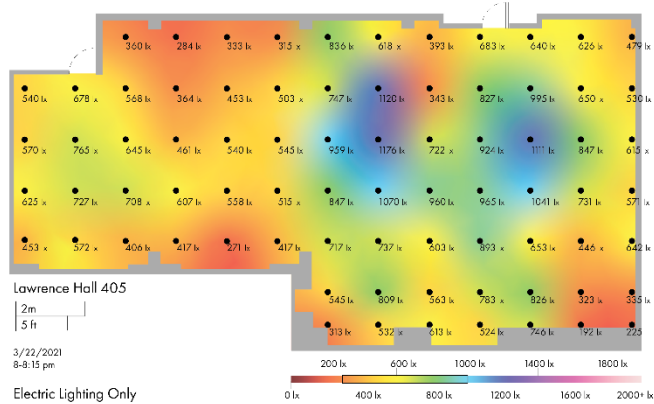 360 lx 284 lx 333 lx 315 x 836 lx 618 x 393 lx 683 lx 640 lx 626 lx 479 lx
540 lx 678 x 568 lx 364 lx 453 lx 503 x 747 lx 1120 lx 343 lx 827 lx 995 lx 650 x 530 lx
570 x 765 x 645 lx 461 lx 540 lx 545 lx 959 lx 1176 lx 722 x 924 lx 1111 lx 847 lx 615 x
625 lx 727 lx 708 x 607 lx 558 lx 515 x 847 lx 1070 lx 960 lx 965 lx 1041 lx 731 lx 571 lx
453 x 572 x 406 lx 417 lx 271 lx 417 lx 717 lx 737 lx 603 lx 893 x 653 lx 446 lx 642 lx
545 lx 809 lx 563 lx 783 lx 826 lx 323 lx 335 lx
313 lx 532 lx 613 lx 524 lx 746 lx 192 lx 225
Lawrence Hall 405
2m
5 ft
3/22/2021
8-8:15 pm
Electric Lighting Only
200 lx 600 lx 1000 lx 1400 lx 1800 lx
0 lx 400 lx 800 lx 1200 lx 1600 lx 2000+ lx